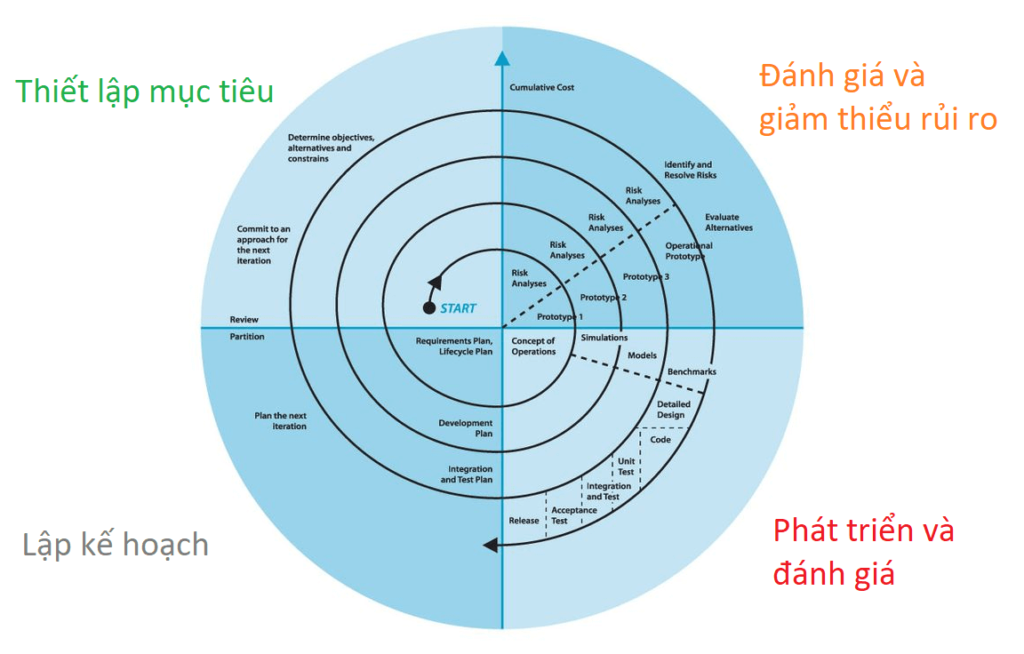 Thiết lập mục tiêu
Đánh giá và
giảm thiểu rủi ro
Cumulative Cost
Determine objectives,
alternatives and
constrains
Identify and
Resolve Risks
Risk
Analyses
Risk
Analyses
Risk
Analyses
Risk
Analyses
Evaluate
Alternatives
Commit to an
approach for
the next
iteration
Operational
Prototype
Prototype 3
Prototype 2
Prototype 1
START
Review
Partition
Requirements Plan,
Lifecycle Plan
Concept of
Operations
Simulations
Models
Benchmarks
Plan the next
iteration
Development
Plan
Integration
and Test Plan
Detailed
Design
Code
Unit
Test
Integration
and Test
Acceptance
Test
Release
Lập kế hoạch
Phát triển và
đánh giá